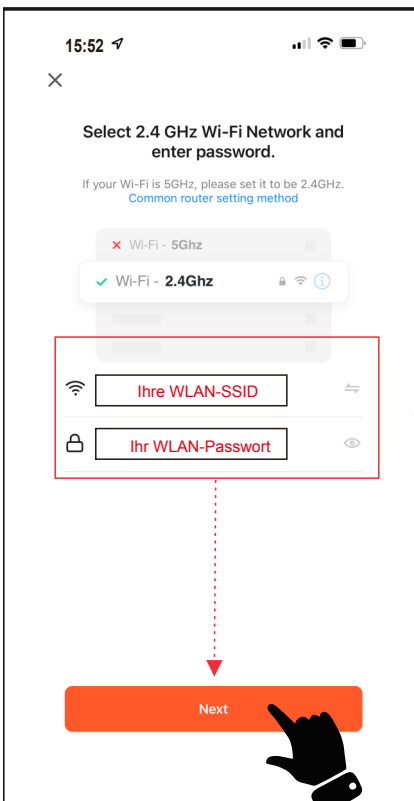 15:52
Select 2.4 GHz Wi-Fi Network and
enter password.
If your Wi-Fi is 5GHz, please set it to be 2.4GHz.
Common router setting method
Wi-Fi - 5Ghz
Wi-Fi - 2.4Ghz
Ihre WLAN-SSID
Ihr WLAN-Passwort
Next